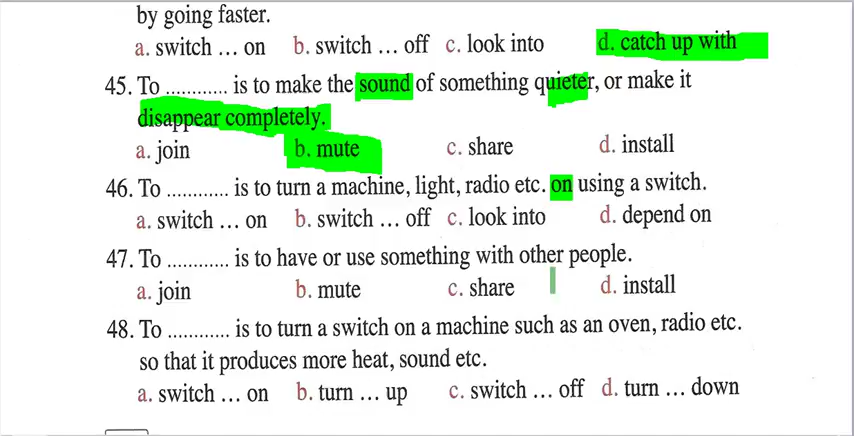 by going faster.
a. switch ... on b. switch ... off c. look into d. catch up with
45. To ............ is to make the sound of something quieter, or make it
disappear completely.
a. join b. mute c. share d. install
46. To ............ is to turn a machine, light, radio etc. on using a switch.
a. switch ... on b. switch ... off c. look into d. depend on
47. To ............ is to have or use something with other people.
a. join b. mute c. share d. install
48. To ............ is to turn a switch on a machine such as an oven, radio etc.
so that it produces more heat, sound etc.
a. switch ... on b. turn ... up c. switch ... off d. turn ... down